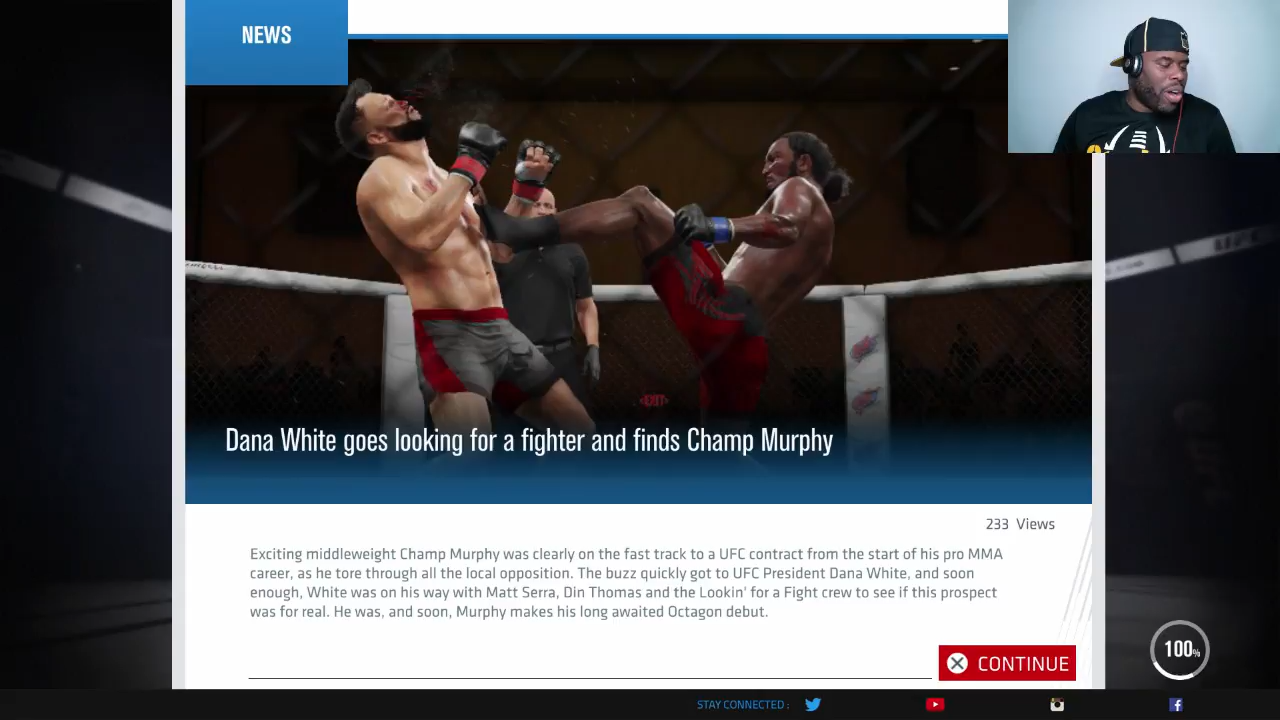 NEWS
EXIT
Dana White goes looking for a fighter and finds Champ Murphy
233 Views
Exciting middleweight Champ Murphy was clearly on the fast track to a UFC contract from the start of his pro MMA
career, as he tore through all the local opposition. The buzz quickly got to UFC President Dana White, and soon
enough, White was on his way with Matt Serra, Din Thomas and the Lookin' for a Fight crew to see if this prospect
was for real. He was, and soon, Murphy makes his long awaited Octagon debut.
CONTINUE
100%
STAY CONNECTED :